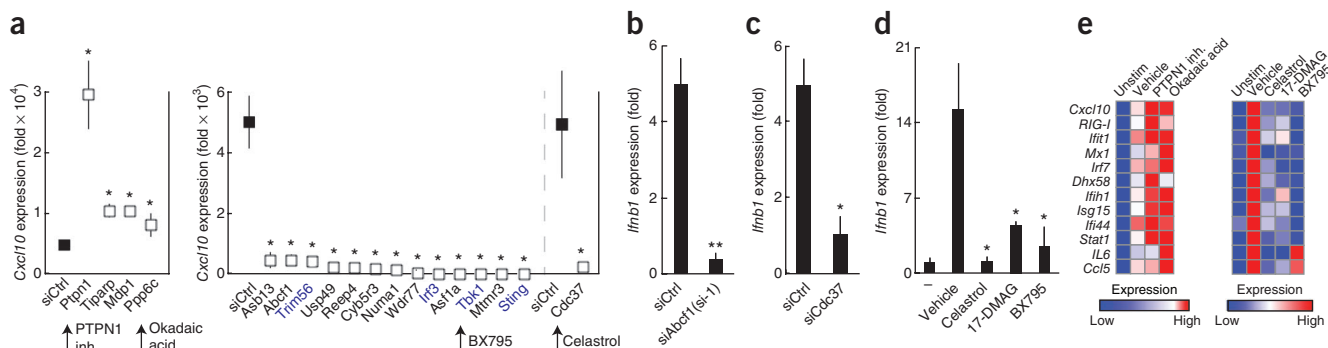 a
Cxcl10 expression (fold × 10⁴)
3
2
1
0
*
*
*
*
siCtrl
Ptpn1
Tiparp
Mdp1
Ppp6c
PTPN1
inh.
Okadaic
acid
Cxcl10 expression (fold × 10³)
6
4
2
0
* * * * * * * * * * * *
*
siCtrl
Asb13
Abcf1
Trim56
Usp49
Reep4
Cyb5r3
Numa1
Wdr77
Irf3
Asf1a
Tbk1
Mtmr3
Sting
siCtrl
Cdc37
BX795
Celastrol
b
Ifnb1 expression (fold)
6
4
2
0
**
siCtrl
siAbcf1(si-1)
c
Ifnb1 expression (fold)
6
4
2
0
*
siCtrl
siCdc37
d
Ifnb1 expression (fold)
21
14
7
0
*
*
*
–
Vehicle
Celastrol
17-DMAG
BX795
e
Unstim
Vehicle
PTPN1 inh.
Okadaic acid
Unstim
Vehicle
Celastrol
17-DMAG
BX795
Cxcl10
RIG-I
Ifit1
Mx1
Irf7
Dhx58
Ifih1
Isg15
Ifi44
Stat1
IL6
Ccl5
Expression
Low High
Expression
Low High